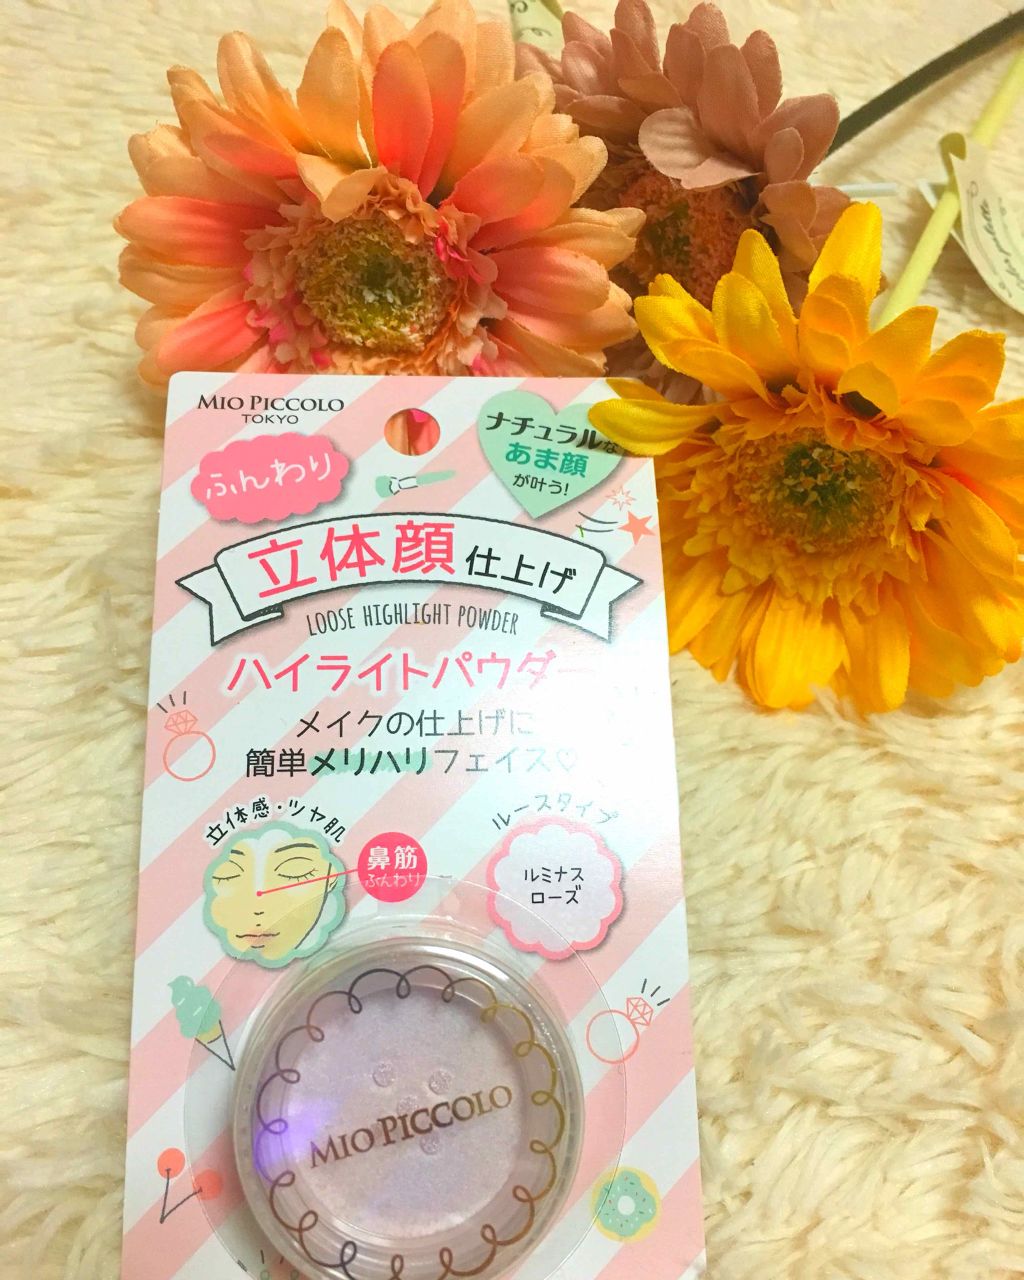 MIO PICCOLO
TOKYO
ふんわり
ナチュラルな
あま顔
が叶う!
立体顔仕上げ
LOOSE HIGHLIGHT POWDER
ハイライトパウダー
メイクの仕上げに
簡単メリハリフェイス♡
立体感・ツヤ肌
鼻筋
ふんわり
ルースタイプ
ルミナス
ローズ
MIO PICCOLO